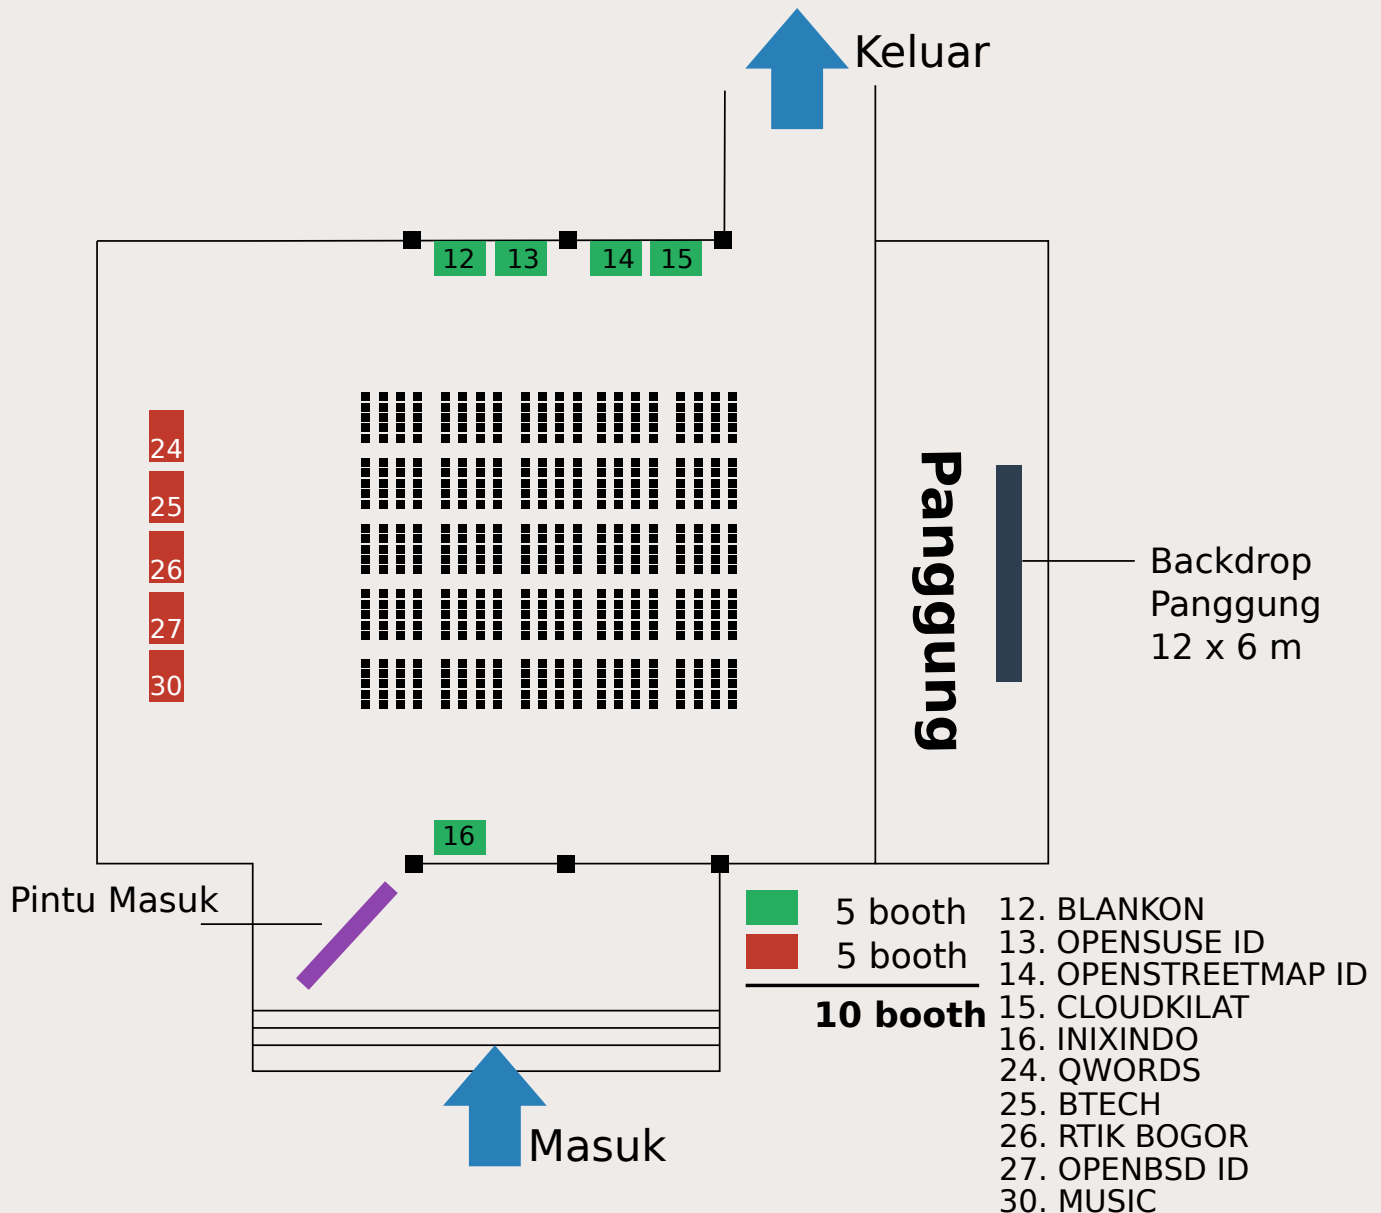 Keluar
12
13
14
15
24
25
26
27
30
Panggung
Backdrop
Panggung
12 x 6 m
16
Pintu Masuk
5 booth
5 booth
10 booth
12. BLANKON
13. OPENSUSE ID
14. OPENSTREETMAP ID
15. CLOUDKILAT
16. INIXINDO
24. QWORDS
25. BTECH
26. RTIK BOGOR
27. OPENBSD ID
30. MUSIC
Masuk